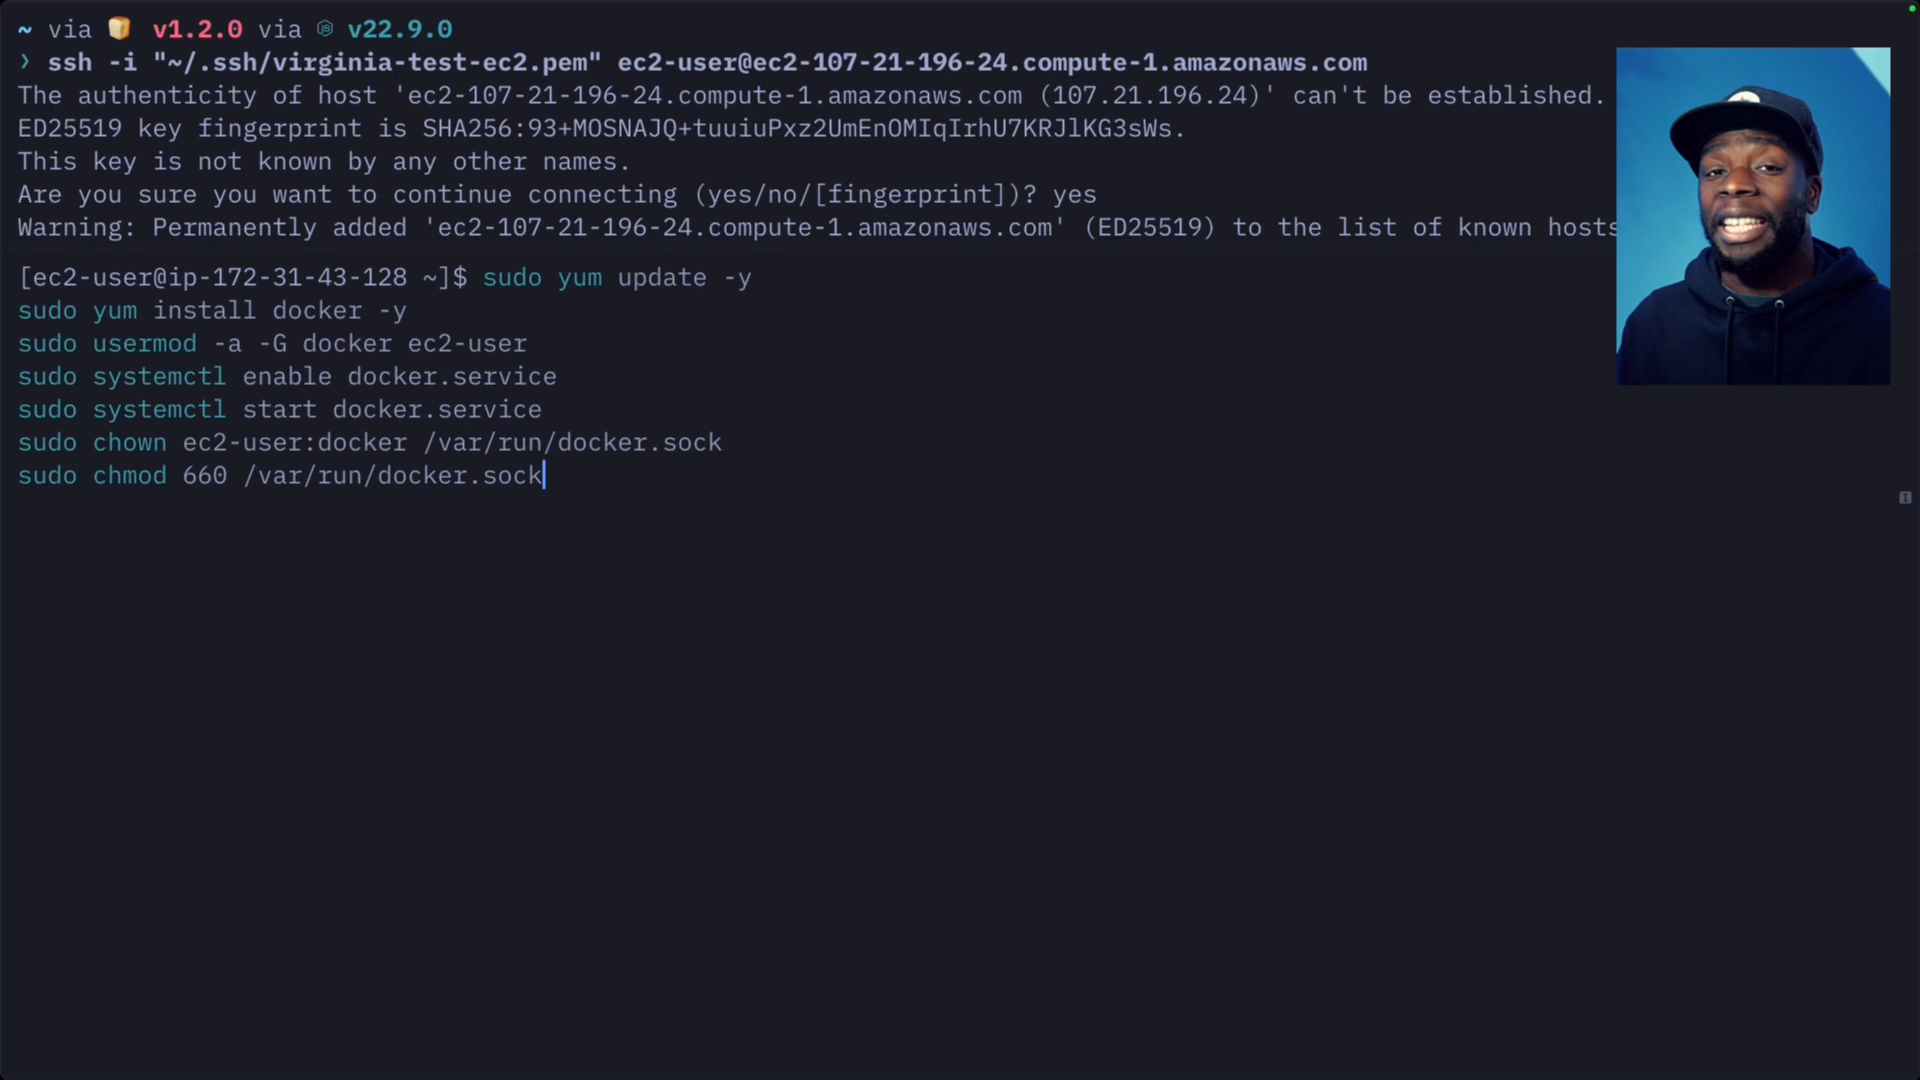 ~ via v1.2.0 via v22.9.0
❯ ssh -i "~/.ssh/virginia-test-ec2.pem" ec2-user@ec2-107-21-196-24.compute-1.amazonaws.com
The authenticity of host 'ec2-107-21-196-24.compute-1.amazonaws.com (107.21.196.24)' can't be established.
ED25519 key fingerprint is SHA256:93+MOSNAJQ+tuuiuPxz2UmEnOMIqIrhU7KRJlKG3sWs.
This key is not known by any other names.
Are you sure you want to continue connecting (yes/no/[fingerprint])? yes
Warning: Permanently added 'ec2-107-21-196-24.compute-1.amazonaws.com' (ED25519) to the list of known hosts
[ec2-user@ip-172-31-43-128 ~]$ sudo yum update -y
sudo yum install docker -y
sudo usermod -a -G docker ec2-user
sudo systemctl enable docker.service
sudo systemctl start docker.service
sudo chown ec2-user:docker /var/run/docker.sock
sudo chmod 660 /var/run/docker.sock